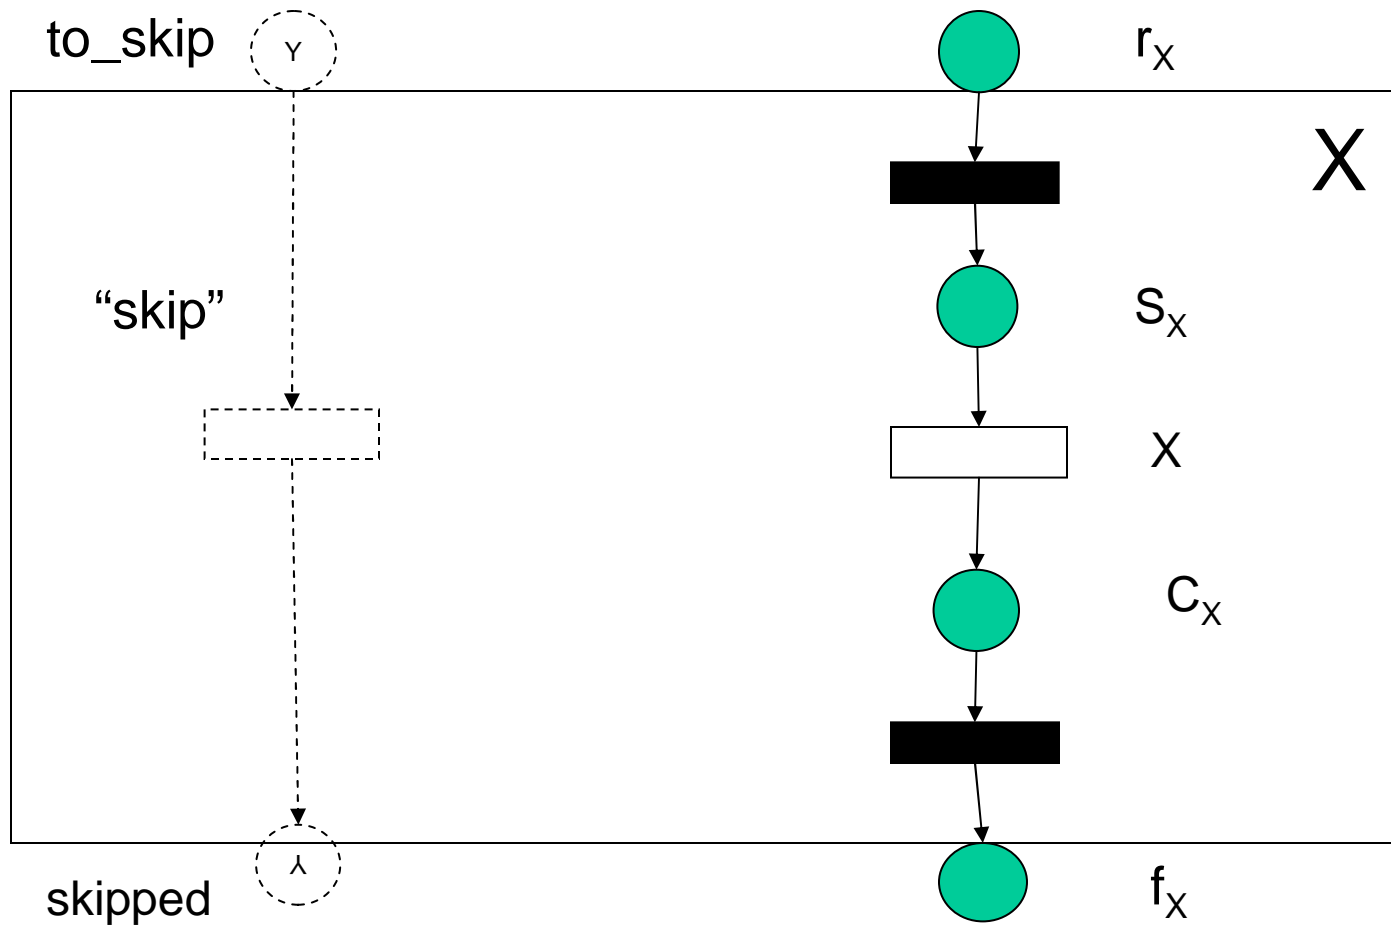 to_skip
Y
r_X
X
“skip”
S_X
X
C_X
Y
skipped
f_X